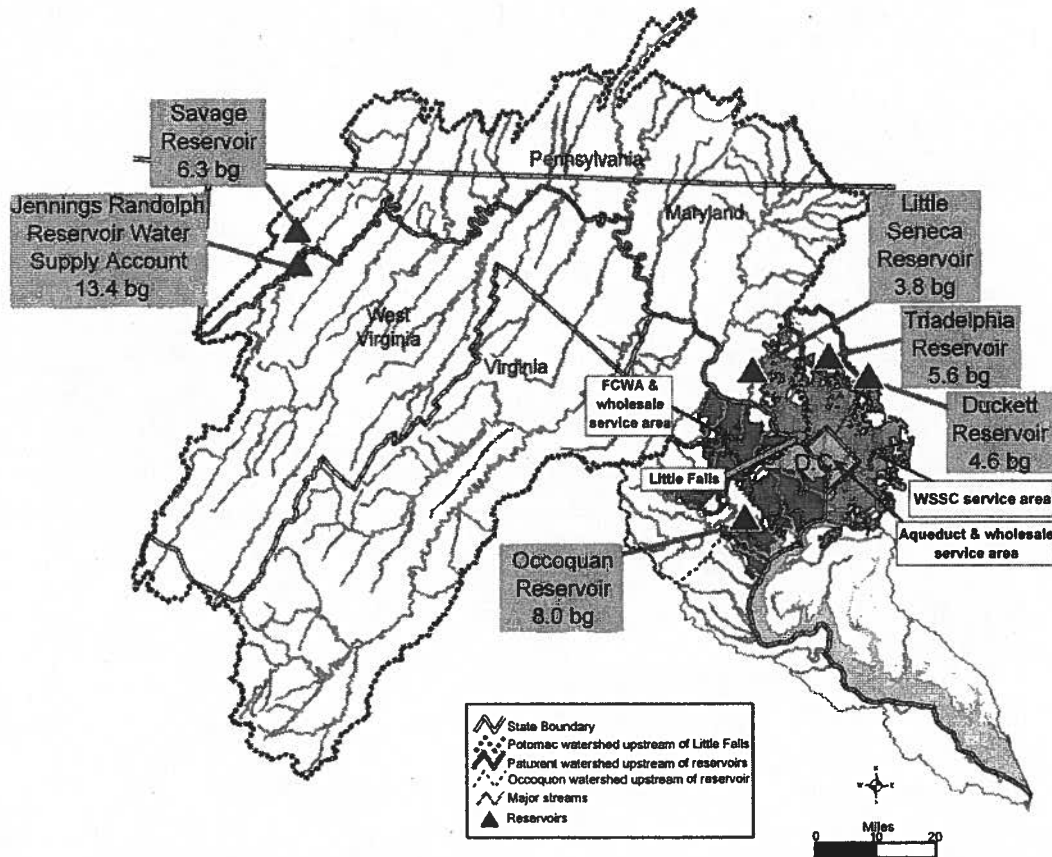 Savage
Reservoir
6.3 bg
Jennings Randolph
Reservoir Water
Supply Account
13.4 bg
Pennsylvania
Maryland
West
Virginia
Virginia
Little
Seneca
Reservoir
3.8 bg
Triadelphia
Reservoir
5.6 bg
Duckett
Reservoir
4.6 bg
FCWA &
wholesale
service area
Little Falls
D.C.
WSSC service area
Aqueduct & wholesale
service area
Occoquan
Reservoir
8.0 bg
State Boundary
Potomac watershed upstream of Little Falls
Patuxent watershed upstream of reservoirs
Occoquon watershed upstream of reservoir
Major streams
Reservoirs
N
W
E
S
Miles
0 10 20